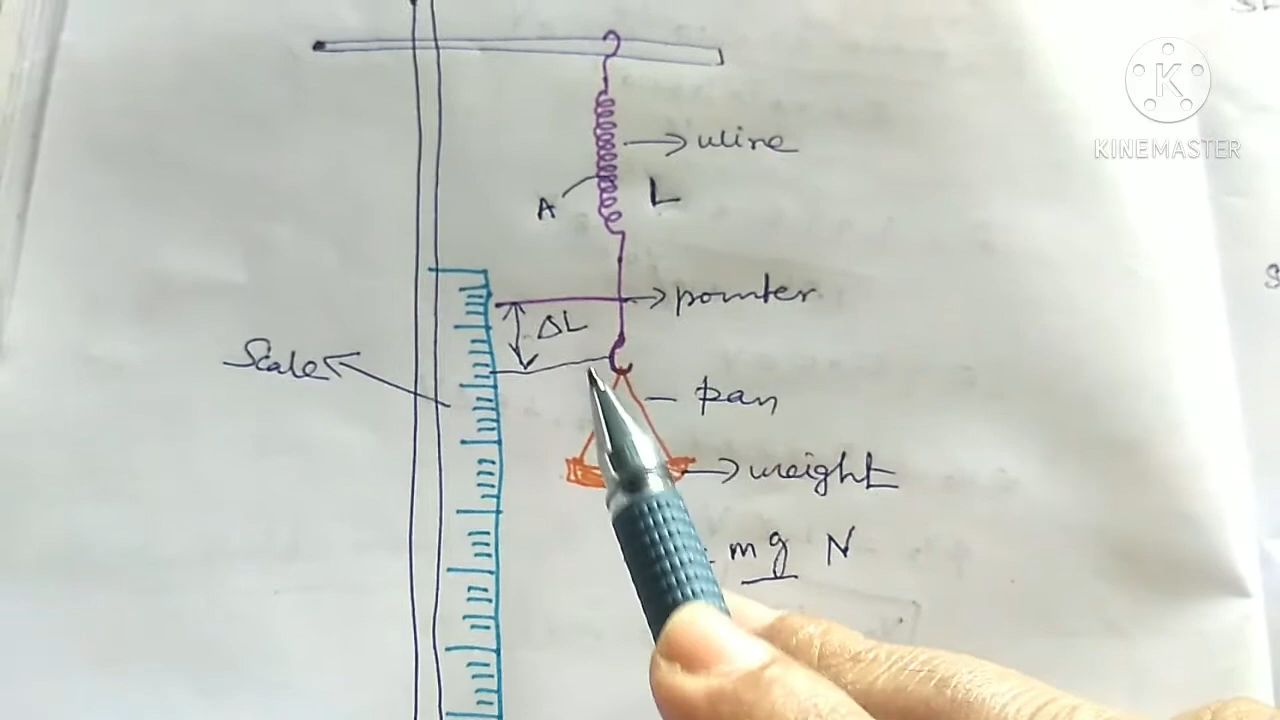 K
KINEMASTER
wire
A
L
pointer
ΔL
Scale
pan
weight
mg N